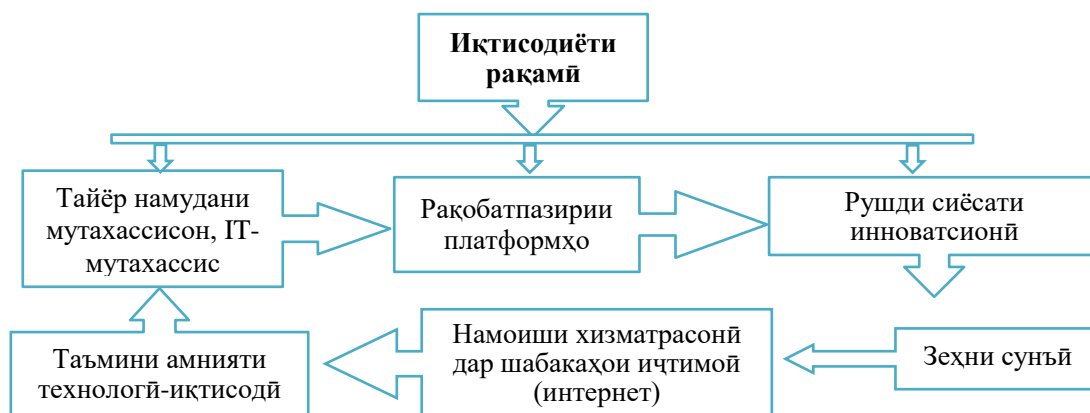 Иқтисодиёти
рақамӣ
Тайёр намудани
мутахассисон, IT-
мутахассис
Рақобатпазирии
платформҳо
Рушди сиёсати
инноватсионӣ
Таъмини амнияти
технологӣ-иқтисодӣ
Намоиши хизматрасонӣ
дар шабакаҳои иҷтимоӣ
(интернет)
Зеҳни сунъӣ